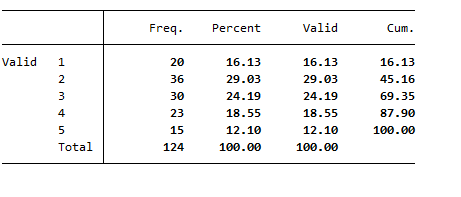 Freq. Percent Valid Cum.
Valid 1 20 16.13 16.13 16.13
2 36 29.03 29.03 45.16
3 30 24.19 24.19 69.35
4 23 18.55 18.55 87.90
5 15 12.10 12.10 100.00
Total 124 100.00 100.00